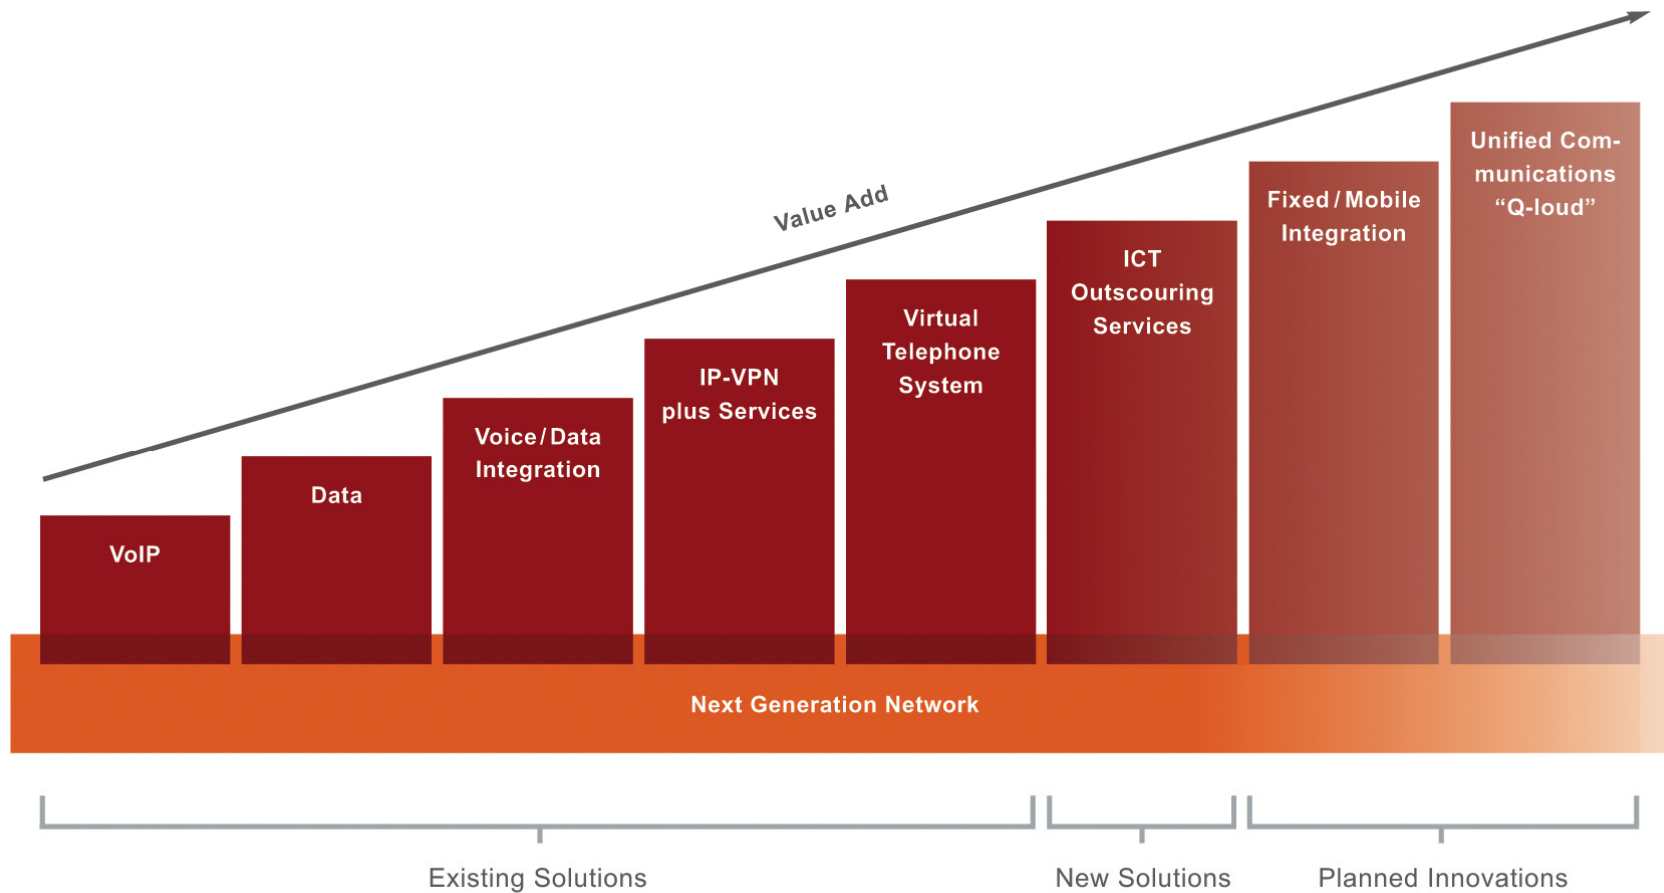 Value Add
VoIP
Data
Voice / Data
Integration
IP-VPN
plus Services
Virtual
Telephone
System
ICT
Outscouring
Services
Fixed / Mobile
Integration
Unified Com-
munications
“Q-loud”
Next Generation Network
Existing Solutions
New Solutions
Planned Innovations